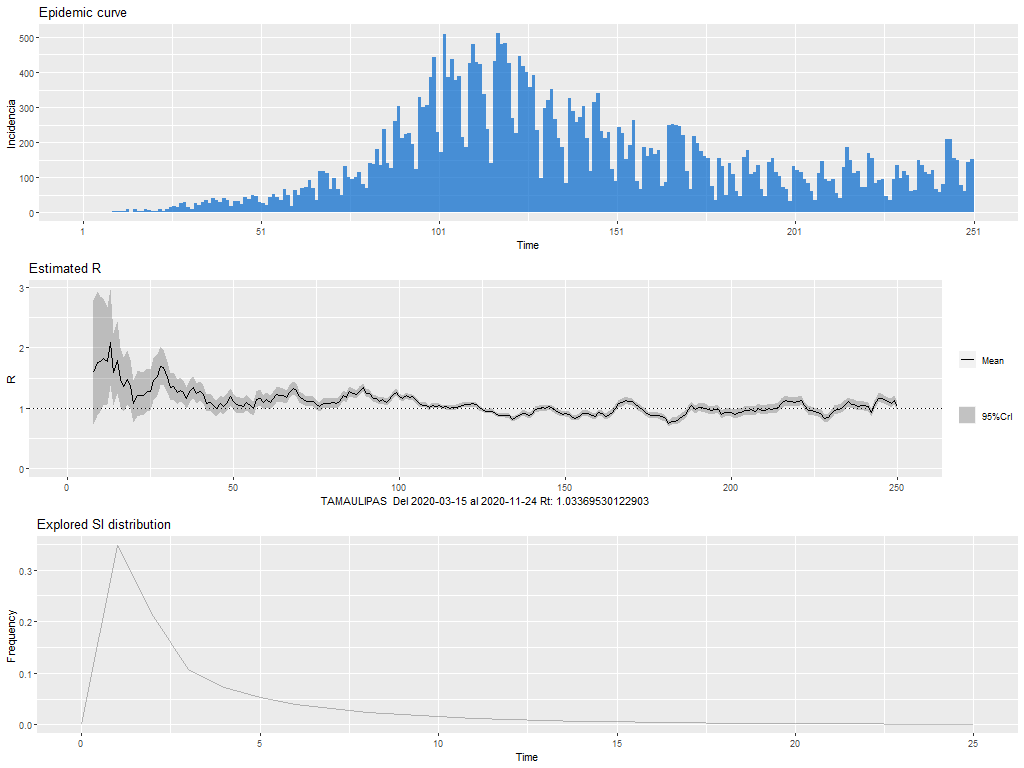 Epidemic curve
500
400
300
200
100
0
Incidencia
1 51 101 151 201 251
Time
Estimated R
3
2
1
0
R
Mean
95%CrI
0 50 100 150 200 250
TAMAULIPAS Del 2020-03-15 al 2020-11-24 Rt: 1.03369530122903
Explored SI distribution
0.3
0.2
0.1
0.0
Frequency
0 5 10 15 20 25
Time